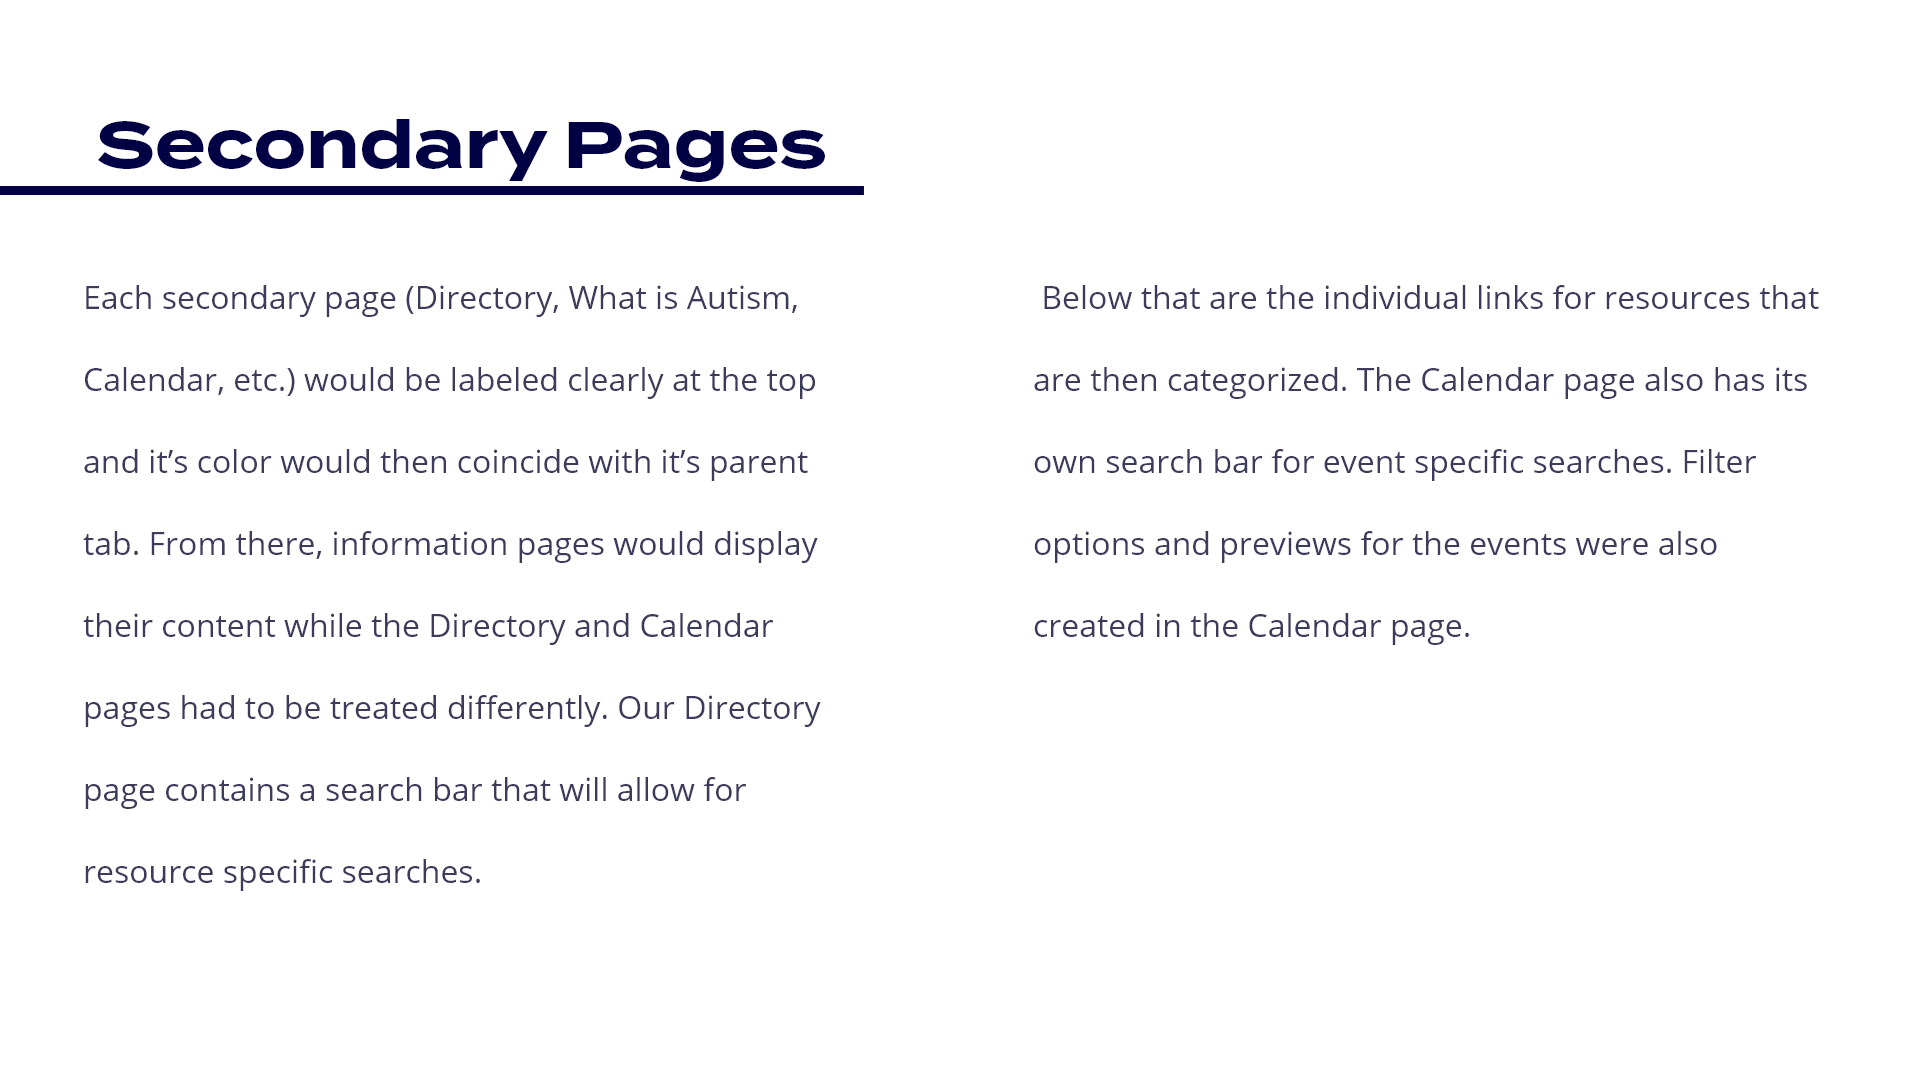 Secondary Pages
Each secondary page (Directory, What is Autism,
Calendar, etc.) would be labeled clearly at the top
and it’s color would then coincide with it’s parent
tab. From there, information pages would display
their content while the Directory and Calendar
pages had to be treated differently. Our Directory
page contains a search bar that will allow for
resource specific searches.
Below that are the individual links for resources that
are then categorized. The Calendar page also has its
own search bar for event specific searches. Filter
options and previews for the events were also
created in the Calendar page.